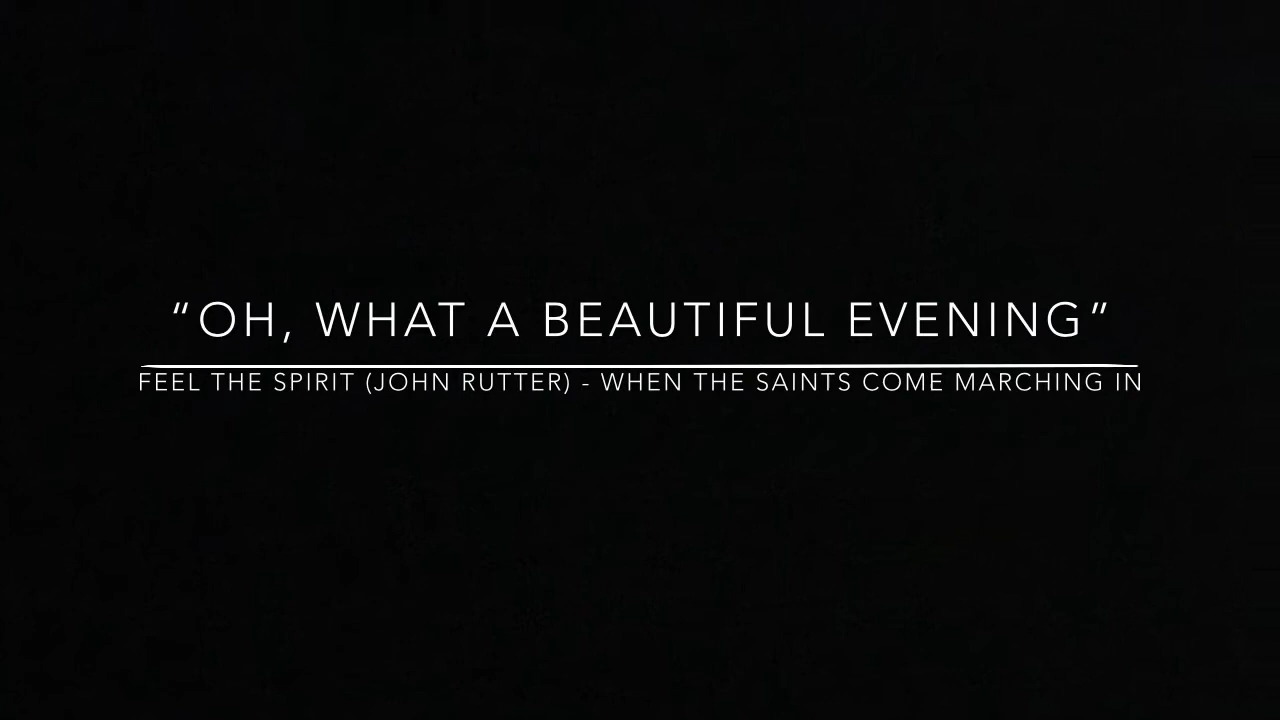 “OH, WHAT A BEAUTIFUL EVENING”
FEEL THE SPIRIT (JOHN RUTTER) - WHEN THE SAINTS COME MARCHING IN